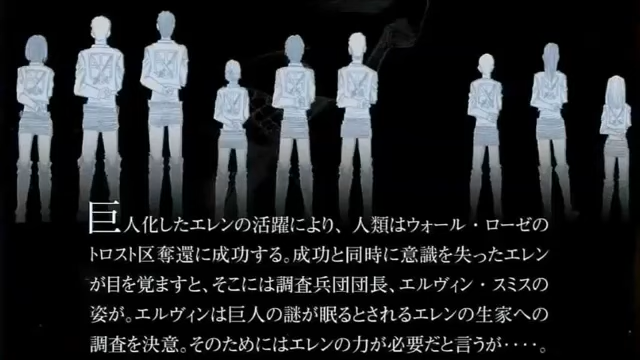 巨人化したエレンの活躍により、人類はウォール・ローゼの
トロスト区奪還に成功する。成功と同時に意識を失ったエレン
が目を覚ますと、そこには調査兵団団長、エルヴィン・スミスの
姿が。エルヴィンは巨人の謎が眠るとされるエレンの生家への
調査を決意。そのためにはエレンの力が必要だと言うが‥‥。